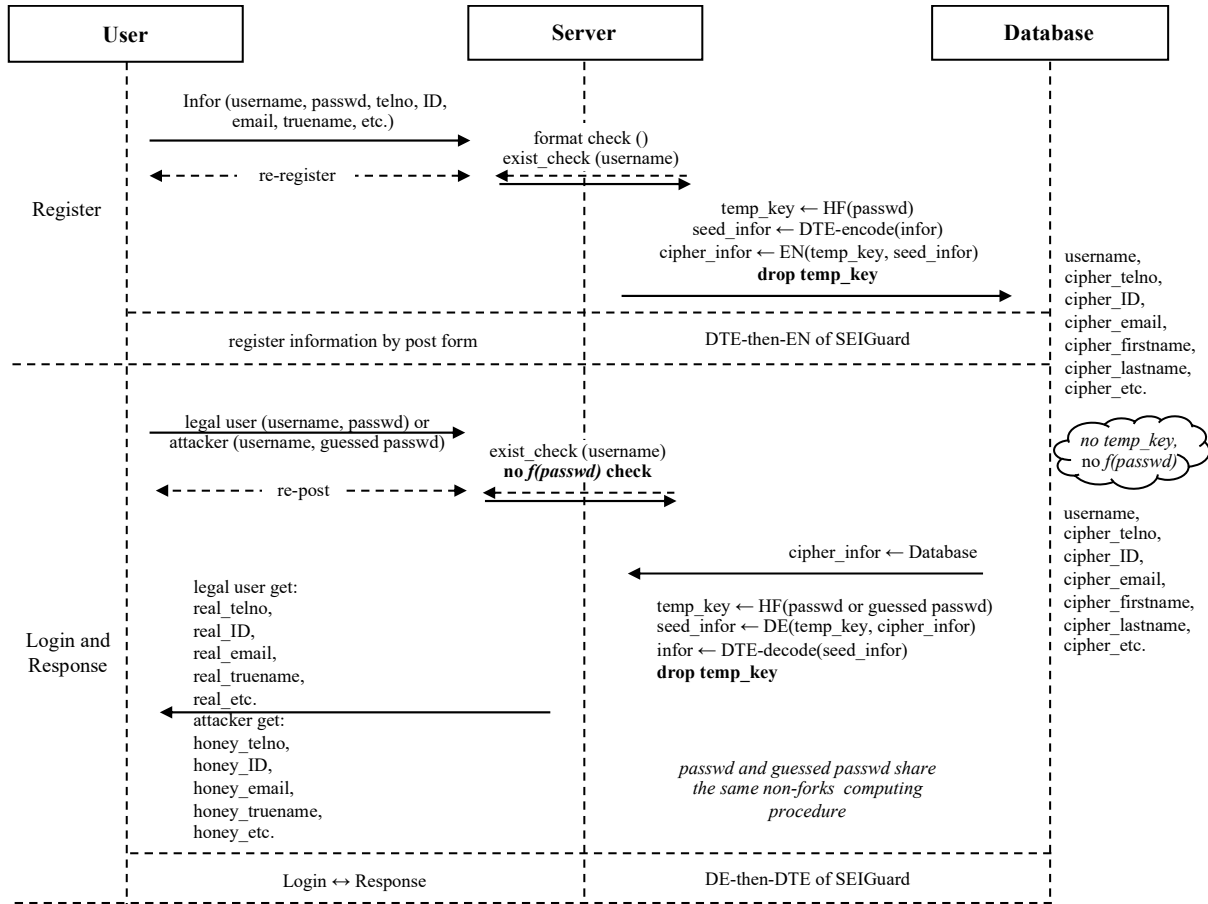 User
Server
Database
Infor (username, passwd, telno, ID,
email, truename, etc.)
format check ()
exist_check (username)
re-register
Register
temp_key ← HF(passwd)
seed_infor ← DTE-encode(infor)
cipher_infor ← EN(temp_key, seed_infor)
drop temp_key
username,
cipher_telno,
cipher_ID,
cipher_email,
cipher_firstname,
cipher_lastname,
cipher_etc.
register information by post form
DTE-then-EN of SEIGuard
legal user (username, passwd) or
attacker (username, guessed passwd)
exist_check (username)
no f(passwd) check
re-post
no temp_key,
no f(passwd)
username,
cipher_telno,
cipher_ID,
cipher_email,
cipher_firstname,
cipher_lastname,
cipher_etc.
cipher_infor ← Database
Login and
Response
legal user get:
real_telno,
real_ID,
real_email,
real_truename,
real_etc.
attacker get:
honey_telno,
honey_ID,
honey_email,
honey_truename,
honey_etc.
temp_key ← HF(passwd or guessed passwd)
seed_infor ← DE(temp_key, cipher_infor)
infor ← DTE-decode(seed_infor)
drop temp_key
passwd and guessed passwd share
the same non-forks computing
procedure
Login ↔ Response
DE-then-DTE of SEIGuard